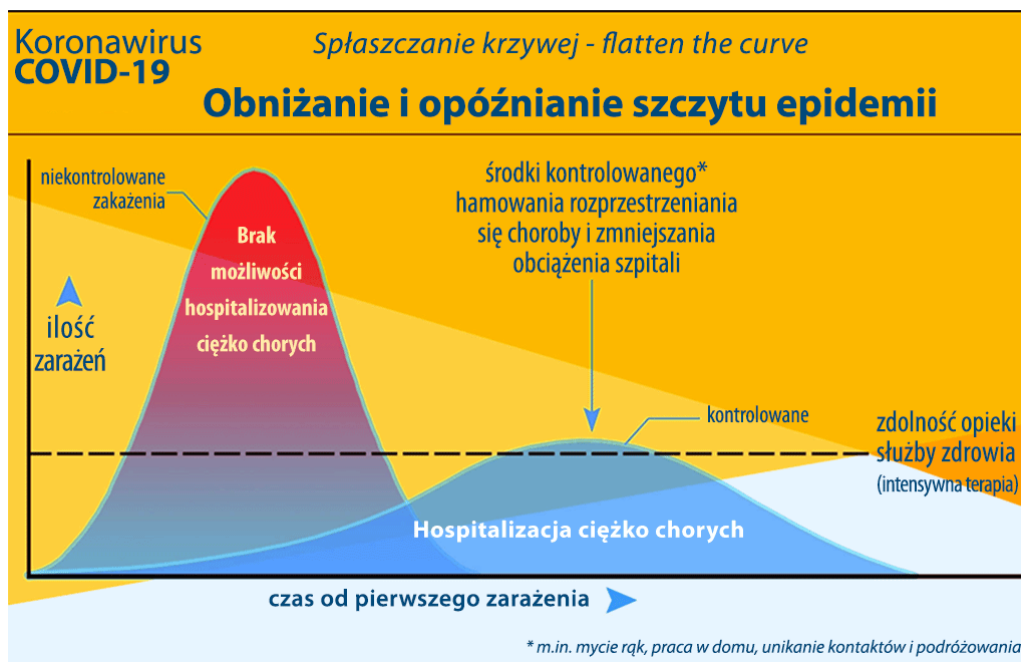 Koronawirus
COVID-19
Spłaszczanie krzywej - flatten the curve
Obniżanie i opóźnianie szczytu epidemii
niekontrolowane
zakażenia
Brak
możliwości
hospitalizowania
ciężko chorych
ilość
zarażeń
środki kontrolowanego*
hamowania rozprzestrzeniania
się choroby i zmniejszania
obciążenia szpitali
kontrolowane
zdolność opieki
służby zdrowia
(intensywna terapia)
Hospitalizacja ciężko chorych
czas od pierwszego zarażenia
* m.in. mycie rąk, praca w domu, unikanie kontaktów i podróżowania